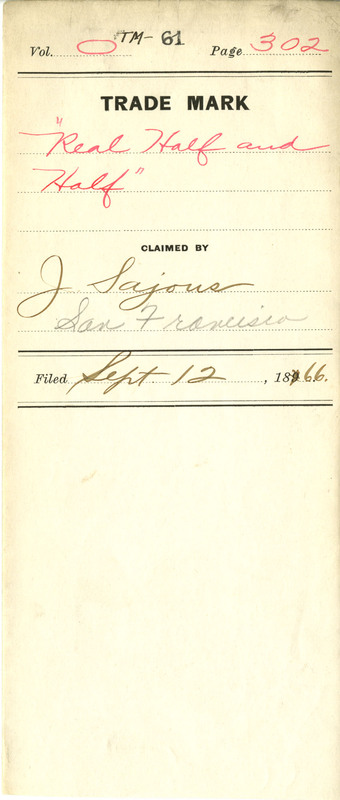 Vol. O TM- 61 Page 302
TRADE MARK
"Real Half and
Half"
CLAIMED BY
J Sajous
San Francisco
Filed Sept 12, 1866.